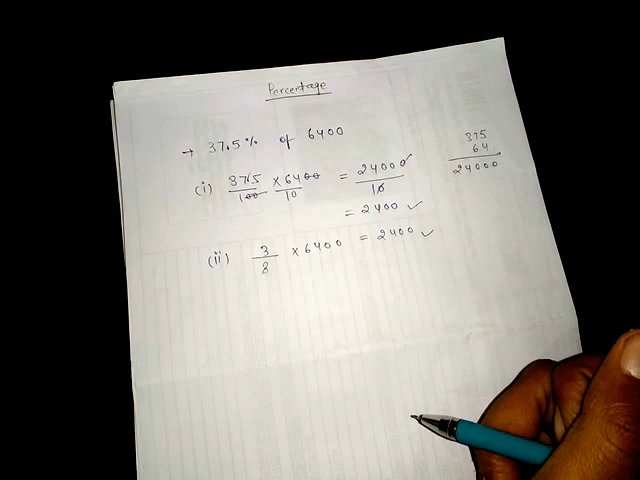 Percentage
→ 37.5% of 6400
375
64
24000
(i) 375/100 × 6400/10 = 24000/10
= 2400 ✓
(ii) 3/8 × 6400 = 2400 ✓